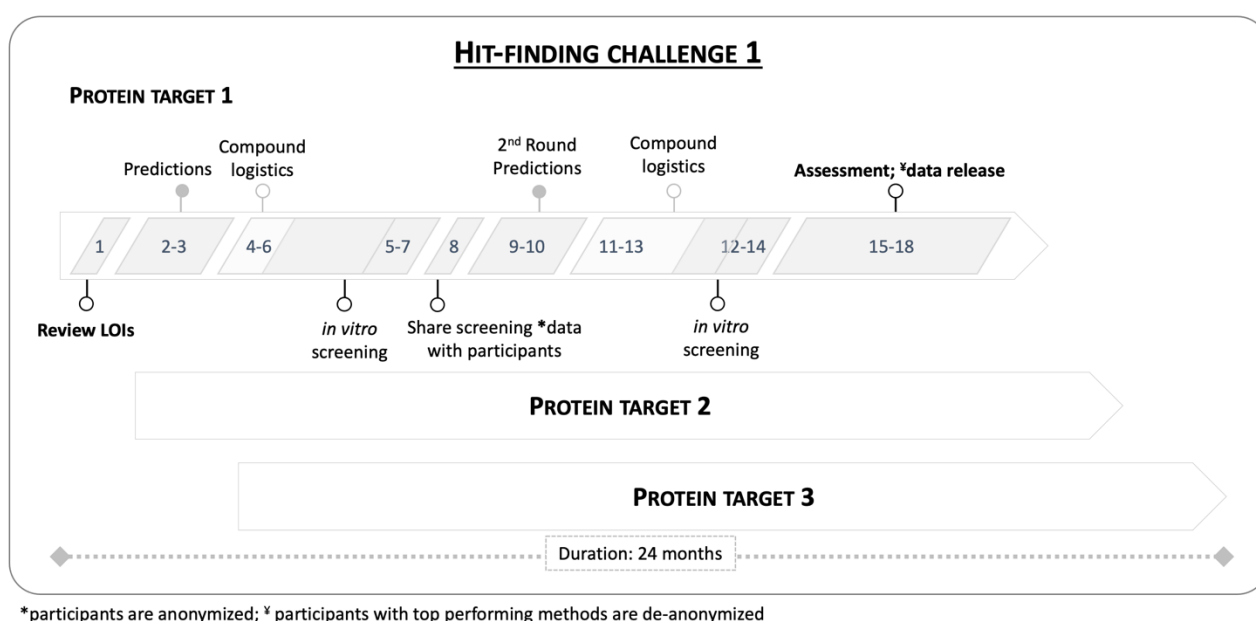 HIT-FINDING CHALLENGE 1
PROTEIN TARGET 1
Predictions
Compound
logistics
2nd Round
Predictions
Compound
logistics
Assessment; ¥data release
1
2-3
4-6
5-7
8
9-10
11-13
12-14
15-18
Review LOIs
in vitro
screening
Share screening *data
with participants
in vitro
screening
PROTEIN TARGET 2
PROTEIN TARGET 3
Duration: 24 months
*participants are anonymized; ¥ participants with top performing methods are de-anonymized